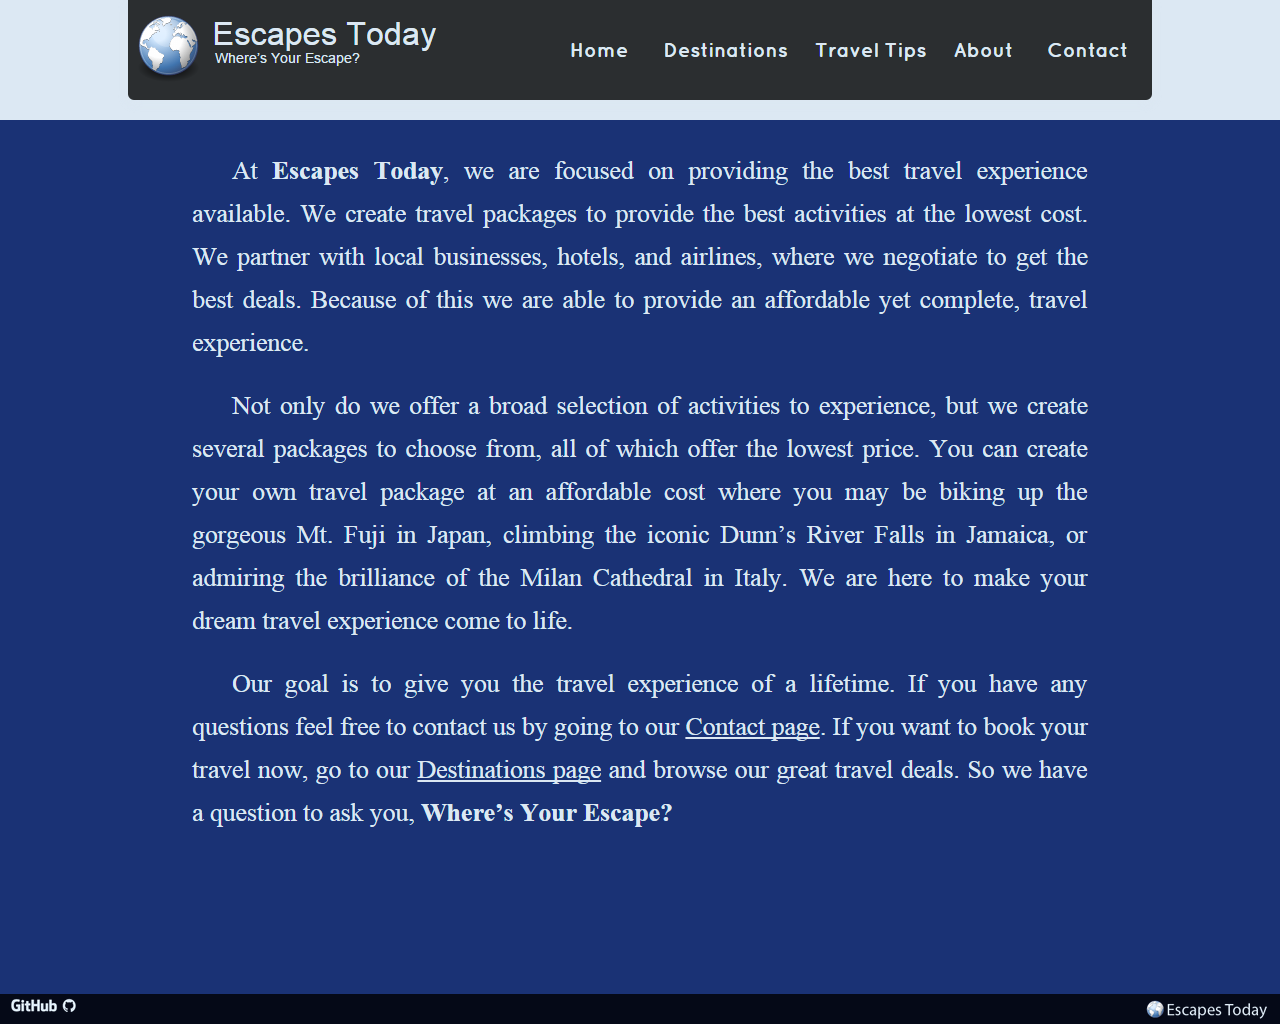 Escapes Today
Where's Your Escape?
Home Destinations Travel Tips About Contact
At Escapes Today, we are focused on providing the best travel experience
available. We create travel packages to provide the best activities at the lowest cost.
We partner with local businesses, hotels, and airlines, where we negotiate to get the
best deals. Because of this we are able to provide an affordable yet complete, travel
experience.
Not only do we offer a broad selection of activities to experience, but we create
several packages to choose from, all of which offer the lowest price. You can create
your own travel package at an affordable cost where you may be biking up the
gorgeous Mt. Fuji in Japan, climbing the iconic Dunn’s River Falls in Jamaica, or
admiring the brilliance of the Milan Cathedral in Italy. We are here to make your
dream travel experience come to life.
Our goal is to give you the travel experience of a lifetime. If you have any
questions feel free to contact us by going to our Contact page. If you want to book your
travel now, go to our Destinations page and browse our great travel deals. So we have
a question to ask you, Where’s Your Escape?
GitHub
Escapes Today